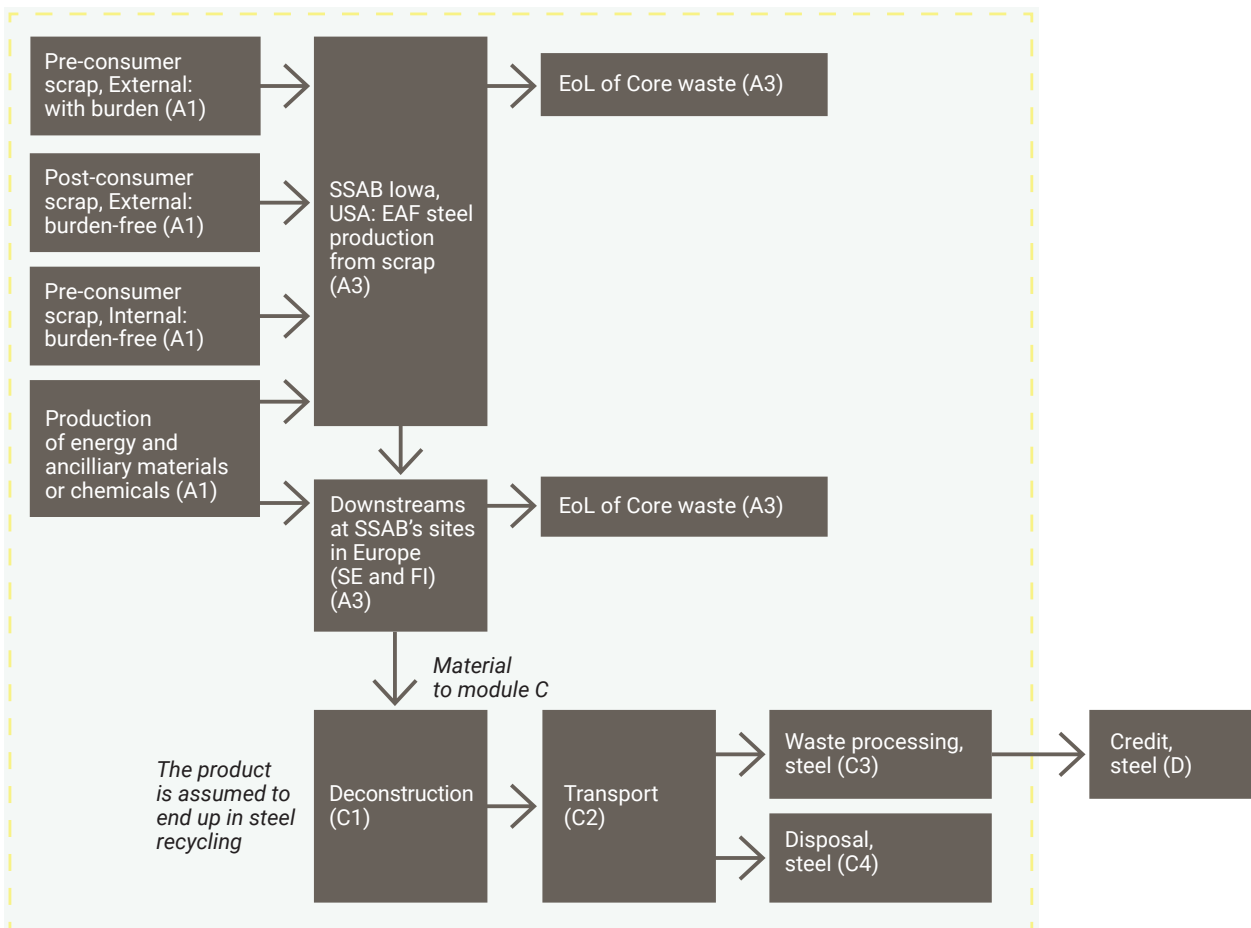 Pre-consumer
scrap, External:
with burden (A1)
EoL of Core waste (A3)
Post-consumer
scrap, External:
burden-free (A1)
SSAB Iowa,
USA: EAF steel
production
from scrap
(A3)
Pre-consumer
scrap, Internal:
burden-free (A1)
Production
of energy and
ancilliary materials
or chemicals (A1)
Downstreams
at SSAB's sites
in Europe
(SE and FI)
(A3)
EoL of Core waste (A3)
Material
to module C
The product
is assumed to
end up in steel
recycling
Deconstruction
(C1)
Transport
(C2)
Waste processing,
steel (C3)
Credit,
steel (D)
Disposal,
steel (C4)